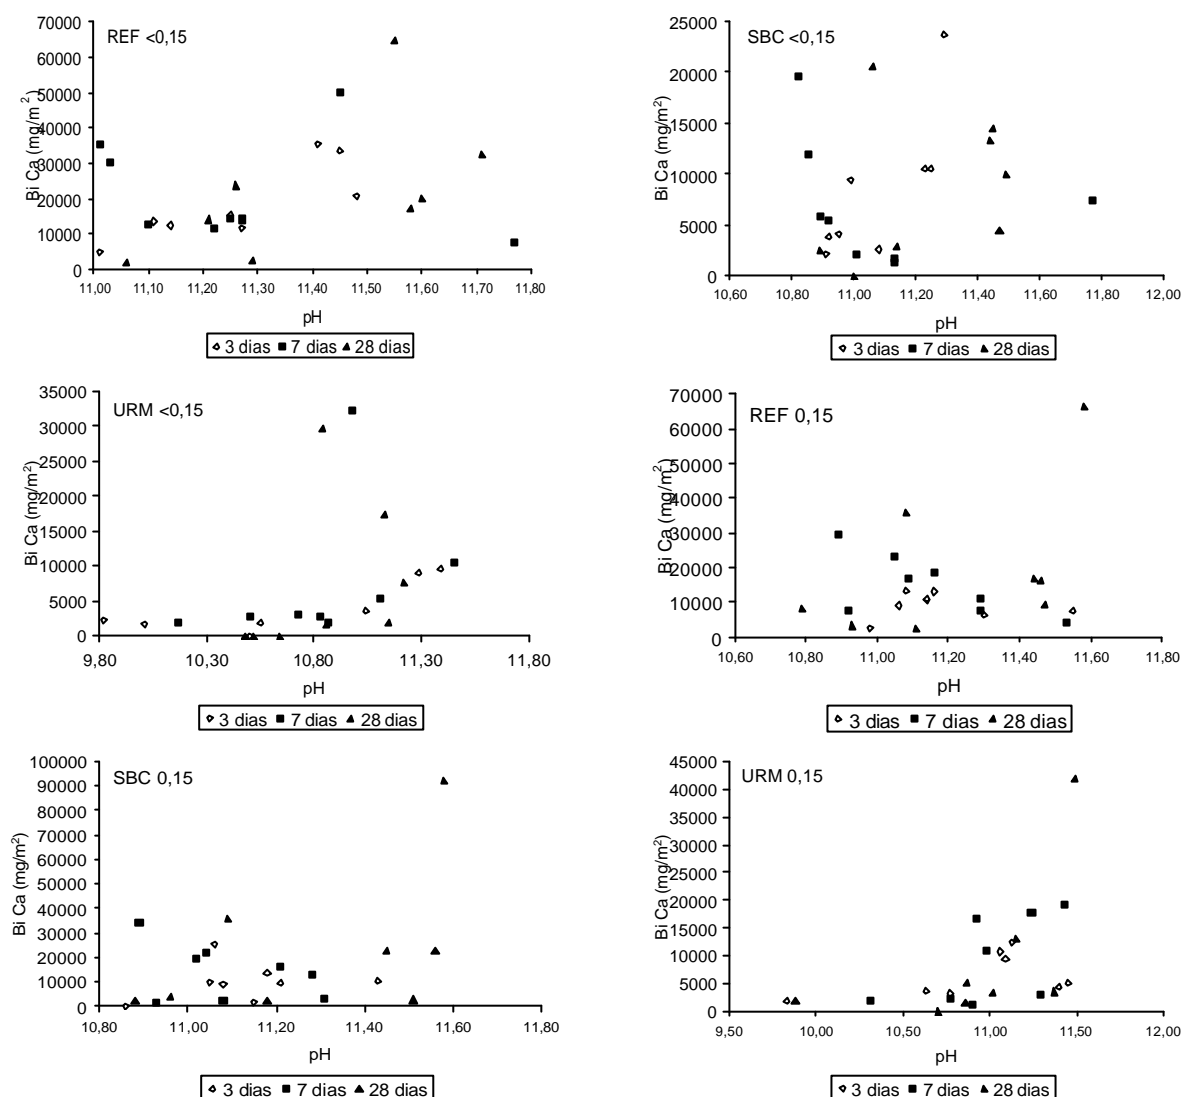 REF <0,15
Bi Ca (mg/m²)
70000
60000
50000
40000
30000
20000
10000
0
11,00 11,10 11,20 11,30 11,40 11,50 11,60 11,70 11,80
pH
3 dias 7 dias 28 dias
SBC <0,15
Bi Ca (mg/m²)
25000
20000
15000
10000
5000
0
10,60 10,80 11,00 11,20 11,40 11,60 11,80 12,00
pH
3 dias 7 dias 28 dias
URM <0,15
Bi Ca (mg/m²)
35000
30000
25000
20000
15000
10000
5000
0
9,80 10,30 10,80 11,30 11,80
pH
3 dias 7 dias 28 dias
REF 0,15
Bi Ca (mg/m²)
70000
60000
50000
40000
30000
20000
10000
0
10,60 10,80 11,00 11,20 11,40 11,60 11,80
pH
3 dias 7 dias 28 dias
SBC 0,15
Bi Ca (mg/m²)
100000
90000
80000
70000
60000
50000
40000
30000
20000
10000
0
10,80 11,00 11,20 11,40 11,60 11,80
pH
3 dias 7 dias 28 dias
URM 0,15
Bi Ca (mg/m²)
45000
40000
35000
30000
25000
20000
15000
10000
5000
0
9,50 10,00 10,50 11,00 11,50 12,00
pH
3 dias 7 dias 28 dias